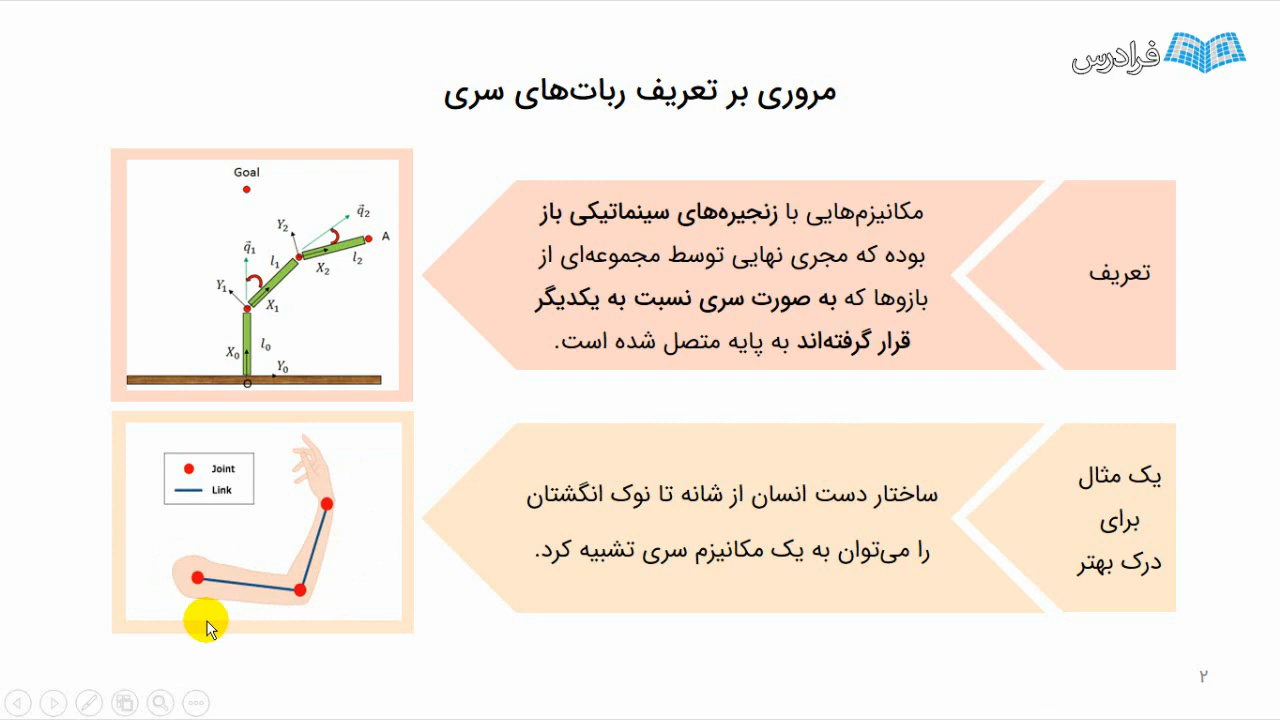 فرادرس
مروری بر تعریف ربات‌های سری
تعریف
مکانیزم‌هایی با زنجیره‌های سینماتیکی باز
بوده که مجری نهایی توسط مجموعه‌ای از
بازوها که به صورت سری نسبت به یکدیگر
قرار گرفته‌اند به پایه متصل شده است.
Goal
q⃗2
Y2
A
q⃗1
l1
X2
l2
Y1
X1
X0
l0
Y0
O
یک مثال
برای
درک بهتر
ساختار دست انسان از شانه تا نوک انگشتان
را می‌توان به یک مکانیزم سری تشبیه کرد.
Joint
Link
۲